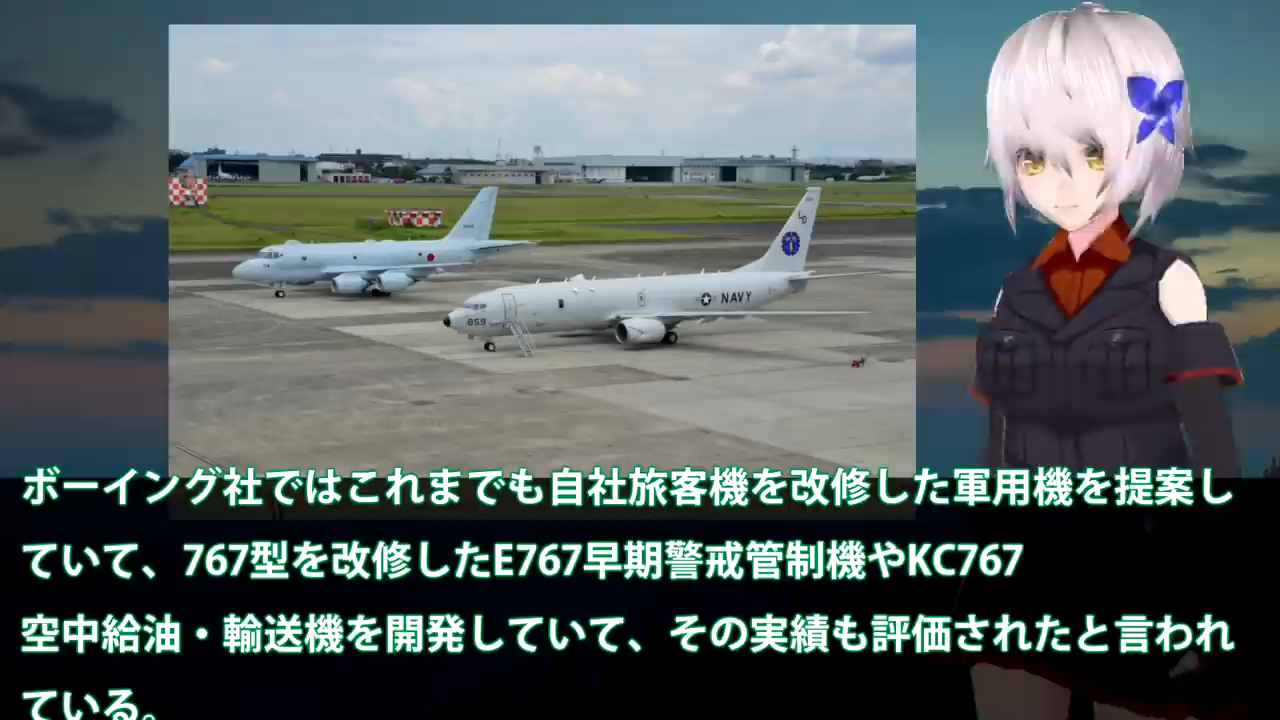 LD
NAVY
859
ボーイング社ではこれまでも自社旅客機を改修した軍用機を提案し
ていて、767型を改修したE767早期警戒管制機やKC767
空中給油・輸送機を開発していて、その実績も評価されたと言われ
ている。